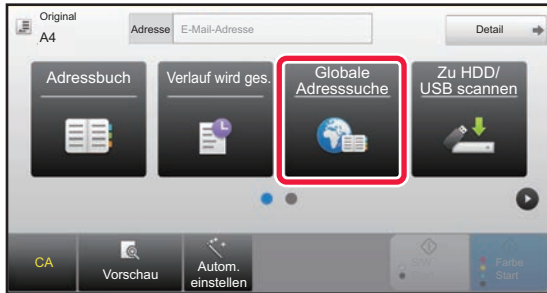 Original
A4
Adresse
E-Mail-Adresse
Detail
Adressbuch
Verlauf wird ges.
Globale
Adresssuche
Zu HDD/
USB scannen
CA
Vorschau
Autom.
einstellen
S/W
Start
Farbe
Start